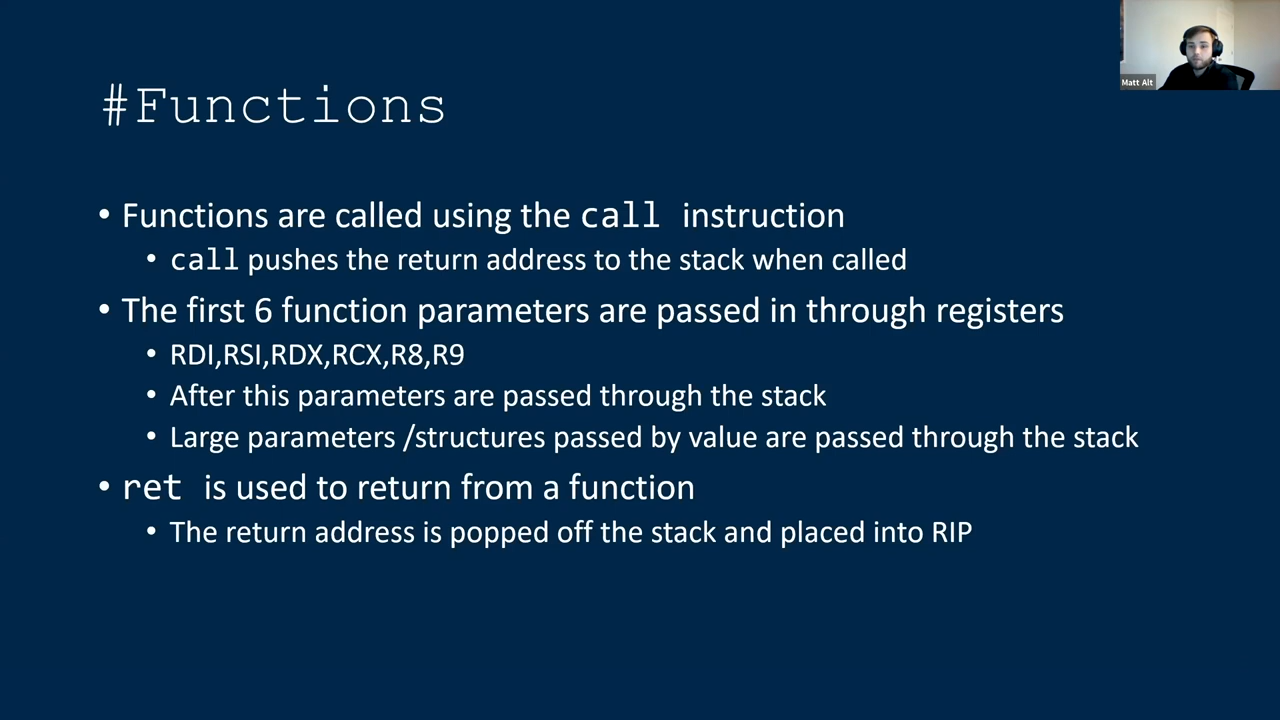 Matt Alt
#Functions
• Functions are called using the call instruction
• call pushes the return address to the stack when called
• The first 6 function parameters are passed in through registers
• RDI,RSI,RDX,RCX,R8,R9
• After this parameters are passed through the stack
• Large parameters /structures passed by value are passed through the stack
• ret is used to return from a function
• The return address is popped off the stack and placed into RIP